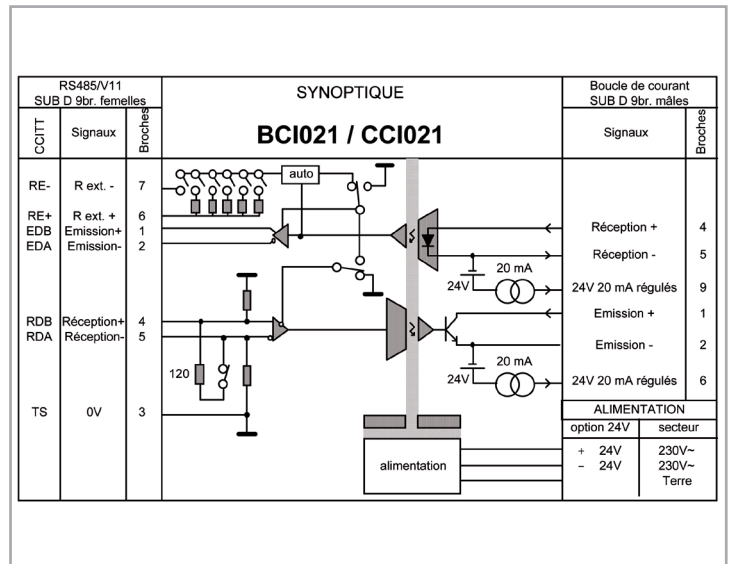 RS485/V11
SUB D 9br. femelles
SYNOPTIQUE
Boucle de courant
SUB D 9br. mâles
CCITT
Signaux
Broches
BCI021 / CCI021
Signaux
Broches
auto
RE- R ext. - 7
RE+ R ext. + 6
EDB Emission+ 1
EDA Emission- 2
Réception + 4
Réception - 5
20 mA
24V
24V 20 mA régulés 9
Emission + 1
RDB Réception+ 4
RDA Réception- 5
Emission - 2
120
20 mA
24V
24V 20 mA régulés 6
TS 0V 3
ALIMENTATION
option 24V secteur
alimentation
+ 24V 230V~
− 24V 230V~
Terre